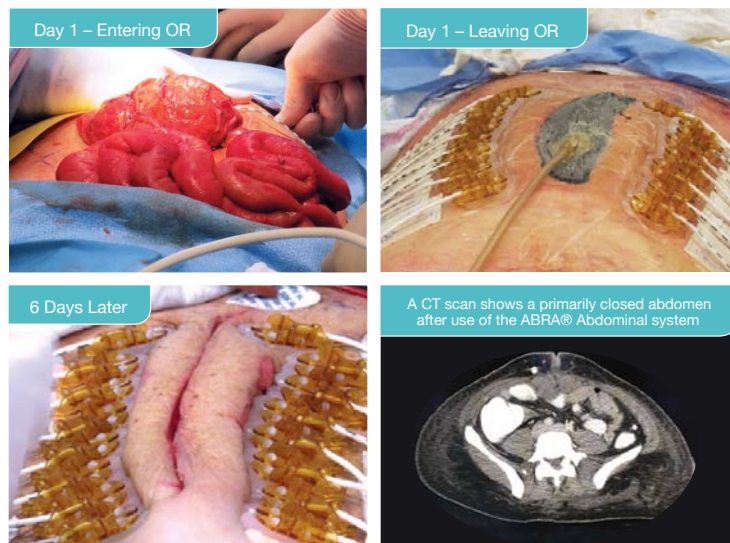 Day 1 – Entering OR
Day 1 – Leaving OR
6 Days Later
A CT scan shows a primarily closed abdomen
after use of the ABRA® Abdominal system